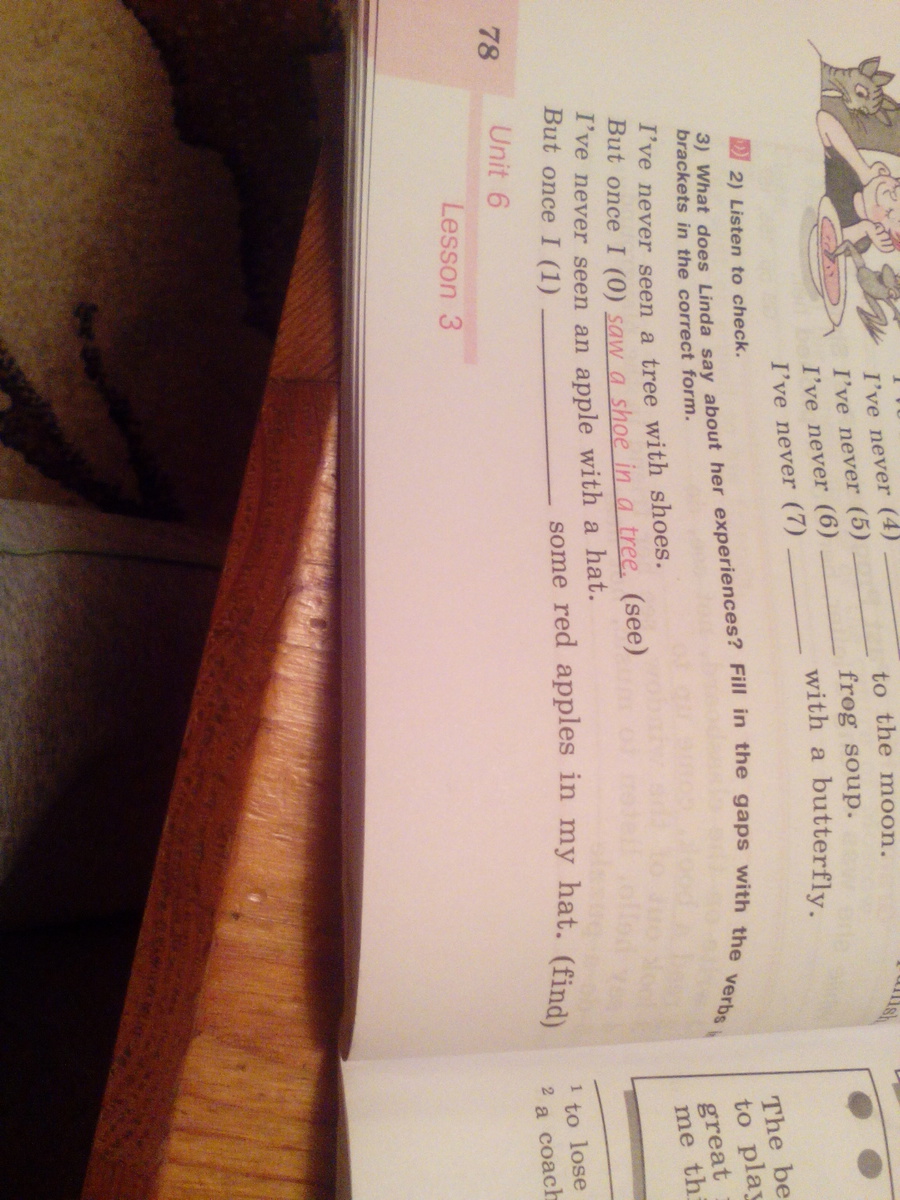 I've never (4)
to the moon.
I've never (5)
frog soup.
I've never (6)
with a butterfly.
I've never (7)
2) Listen to check.
3) What does Linda say about her experiences? Fill in the gaps with the verbs
brackets in the correct form.
I've never seen a tree with shoes.
But once I (0) saw a shoe in a tree. (see)
I've never seen an apple with a hat.
But once I (1) ____________ some red apples in my hat. (find)
Unit 6
78
Lesson 3
The be
to play
great
me thi
1 to lose
2 a coach